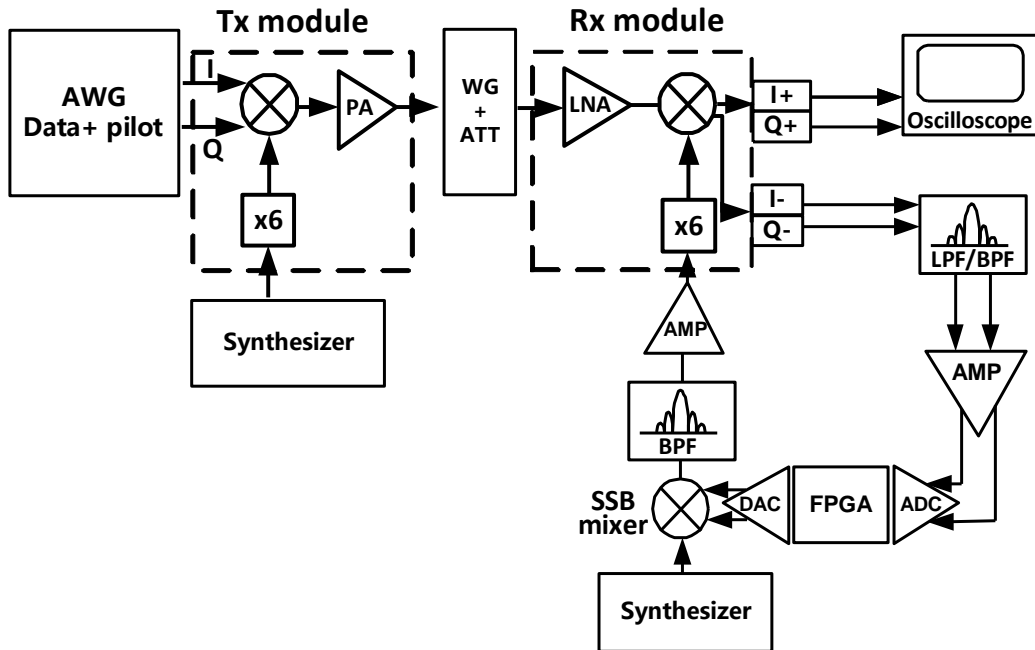 Tx module
Rx module
AWG
Data+ pilot
I
Q
PA
x6
Synthesizer
WG
+
ATT
LNA
x6
I+
Q+
Oscilloscope
I-
Q-
LPF/BPF
AMP
AMP
BPF
SSB
mixer
DAC
FPGA
ADC
Synthesizer